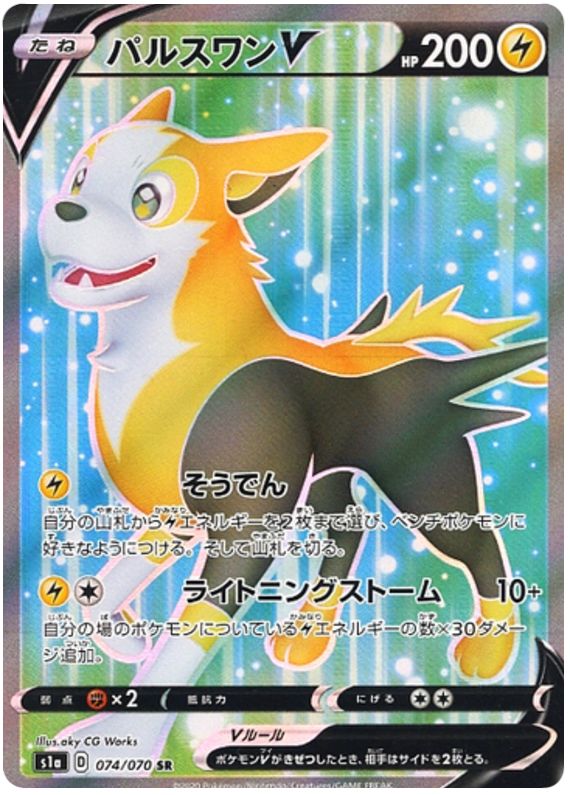 たね パルスワンV HP200
そうでん
自分の山札からエネルギーを2枚まで選び、ベンチポケモンに
好きなようにつける。そして山札を切る。
ライトニングストーム 10+
自分の場のポケモンについているエネルギーの数×30ダメー
ジ追加。
弱点 ×2 抵抗力 にげる
Illus.aky CG Works
Vルール
s1a D 074/070 SR
ポケモンVがきぜつしたとき、相手はサイドを2枚とる。
©2020 Pokémon/Nintendo/Creatures/GAME FREAK